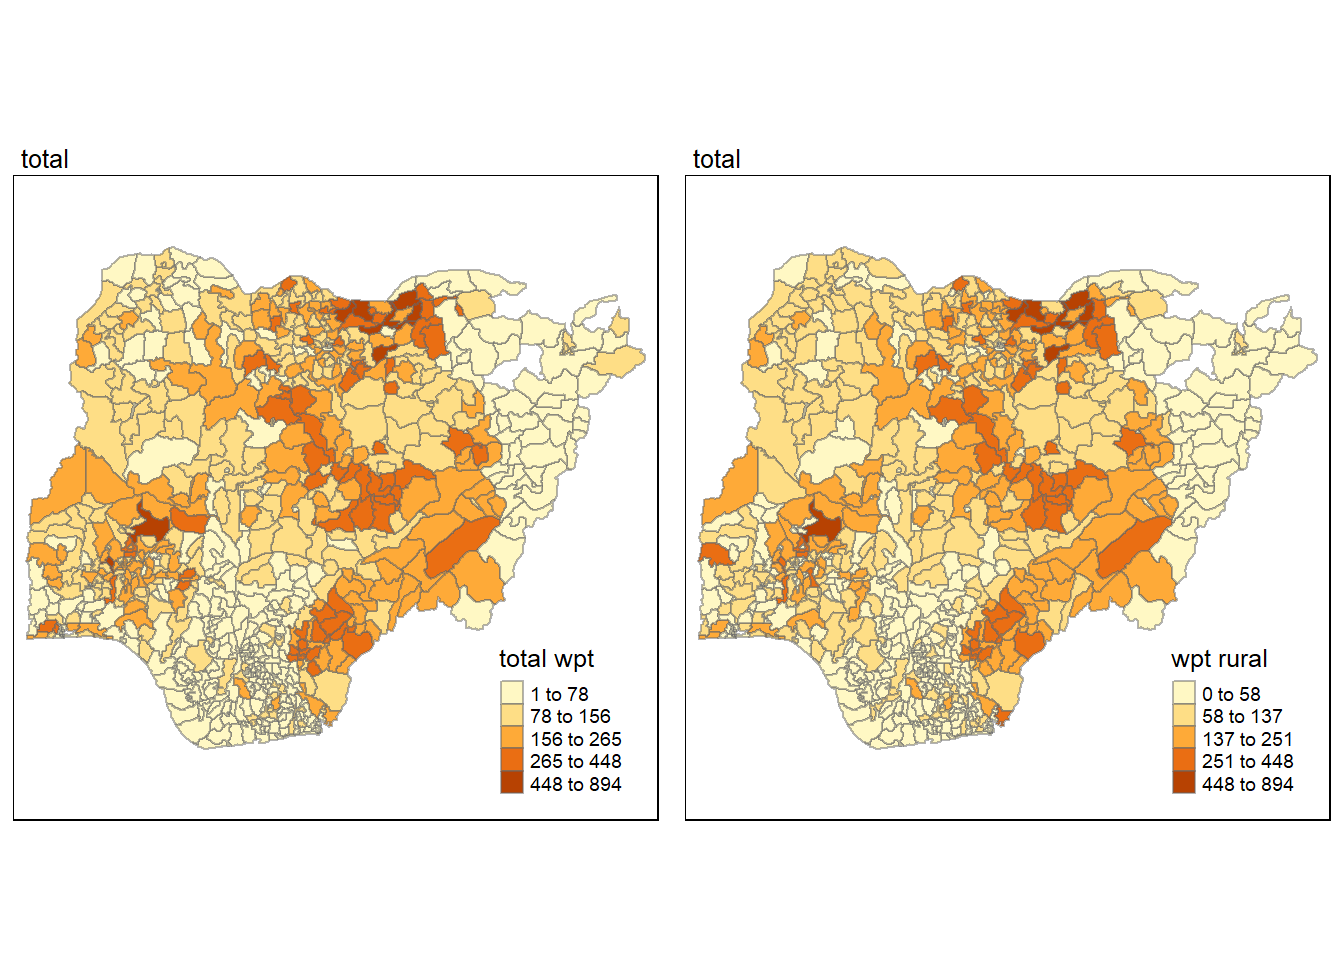 total
total wpt
1 to 78
78 to 156
156 to 265
265 to 448
448 to 894
total
wpt rural
0 to 58
58 to 137
137 to 251
251 to 448
448 to 894